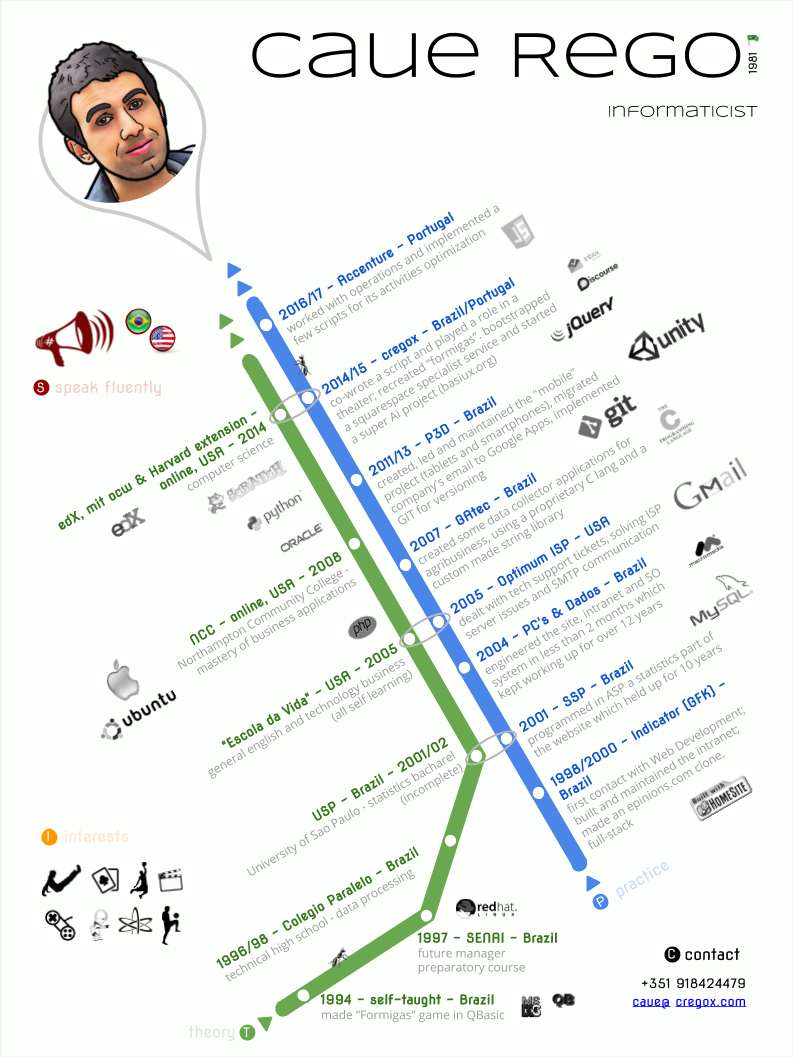 caue rego
1981
informaticist
2016/17 - Accenture - Portugal
worked with operations and implemented a
few scripts for its activities optimization
JS
inbox
Discourse
2014/15 - cregox - Brazil/Portugal
co-wrote a script and played a role in a
theater; recreated "formigas". bootstrapped
a squarespace specialist service and started
a super Ai project (basiux.org)
jQuery
unity
S speak fluently
2011/13 - P3D - Brazil
created, led and maintained the "mobile"
project (tablets and smartphones), migrated
company's email to Google Apps, implemented
GIT for versioning
git
THE
C
PROGRAMMING
LANGUAGE
edX, mit ocw & Harvard extension -
online, USA - 2014
computer science
SCRATCH
edX
python
ORACLE
2007 - GAtec - Brazil
created some data collector applications for
agribusiness, using a proprietary C lang and a
custom made string library
GMail
2005 - Optimum ISP - USA
dealt with tech support tickets, solving ISP
server issues and SMTP communication
macromedia
NCC - online, USA - 2008
Northampton Community College -
mastery of business applications
php
2004 - PC's & Dados - Brazil
engineered the site, intranet and SO
system in less than 2 months which
kept working up for over 12 years
MySQL
"Escola da Vida" - USA - 2005
general english and technology business
(all self learning)
ubuntu
2001 - SSP - Brazil
programmed in ASP a statistics part of
the website which held up for 10 years
USP - Brazil - 2001/02
University of Sao Paulo - statistics bacharel
(incomplete)
1998/2000 - Indicator (GFK) -
Brazil
first contact with Web Development;
built and maintained the intranet;
made an epinions.com clone,
full-stack
Built with
HOMESITE
I interests
P practice
1996/98 - Colegio Paralelo - Brazil
technical high school - data processing
redhat.
LINUX
1997 - SENAI - Brazil
future manager
preparatory course
C contact
+351 918424479
caue@ cregox.com
1994 - self-taught - Brazil
made "Formigas" game in QBasic
MS
DOS
QB
theory T